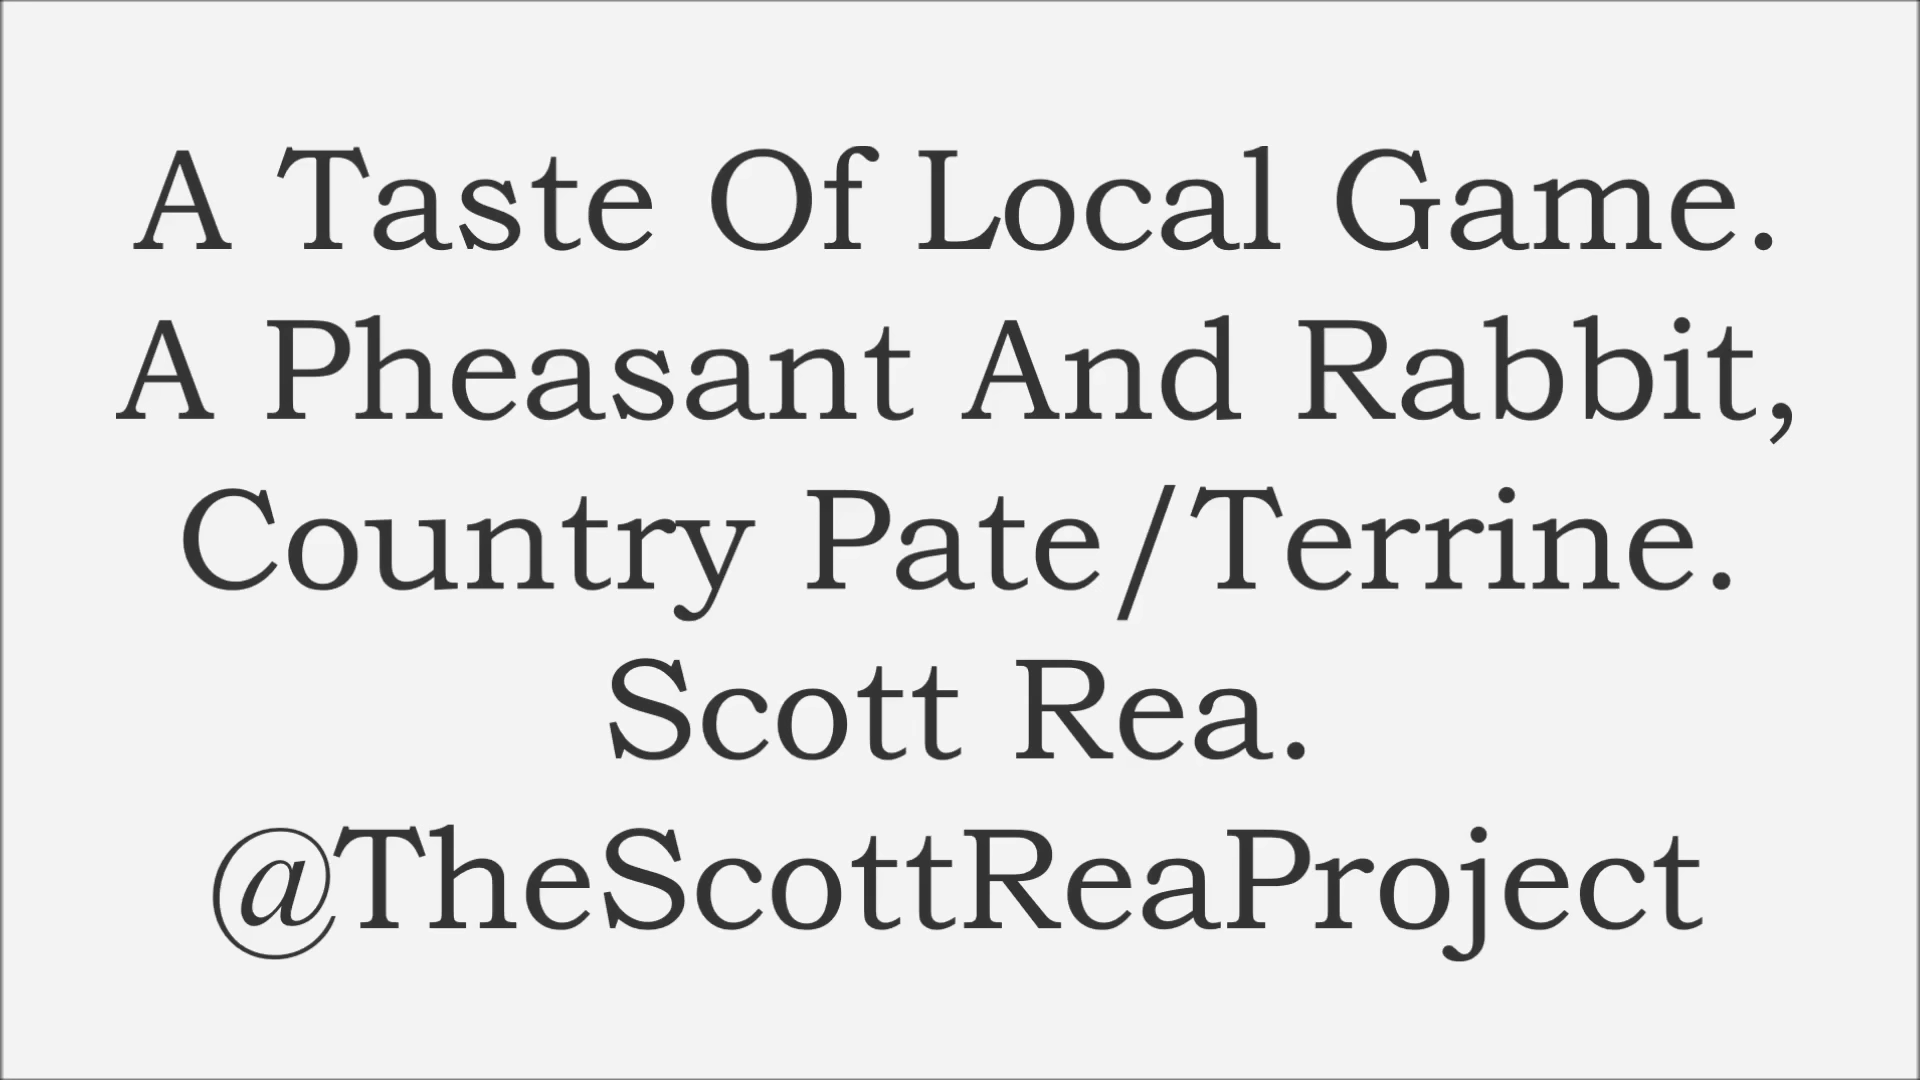 A Taste Of Local Game.
A Pheasant And Rabbit,
Country Pate/Terrine.
Scott Rea.
@TheScottReaProject